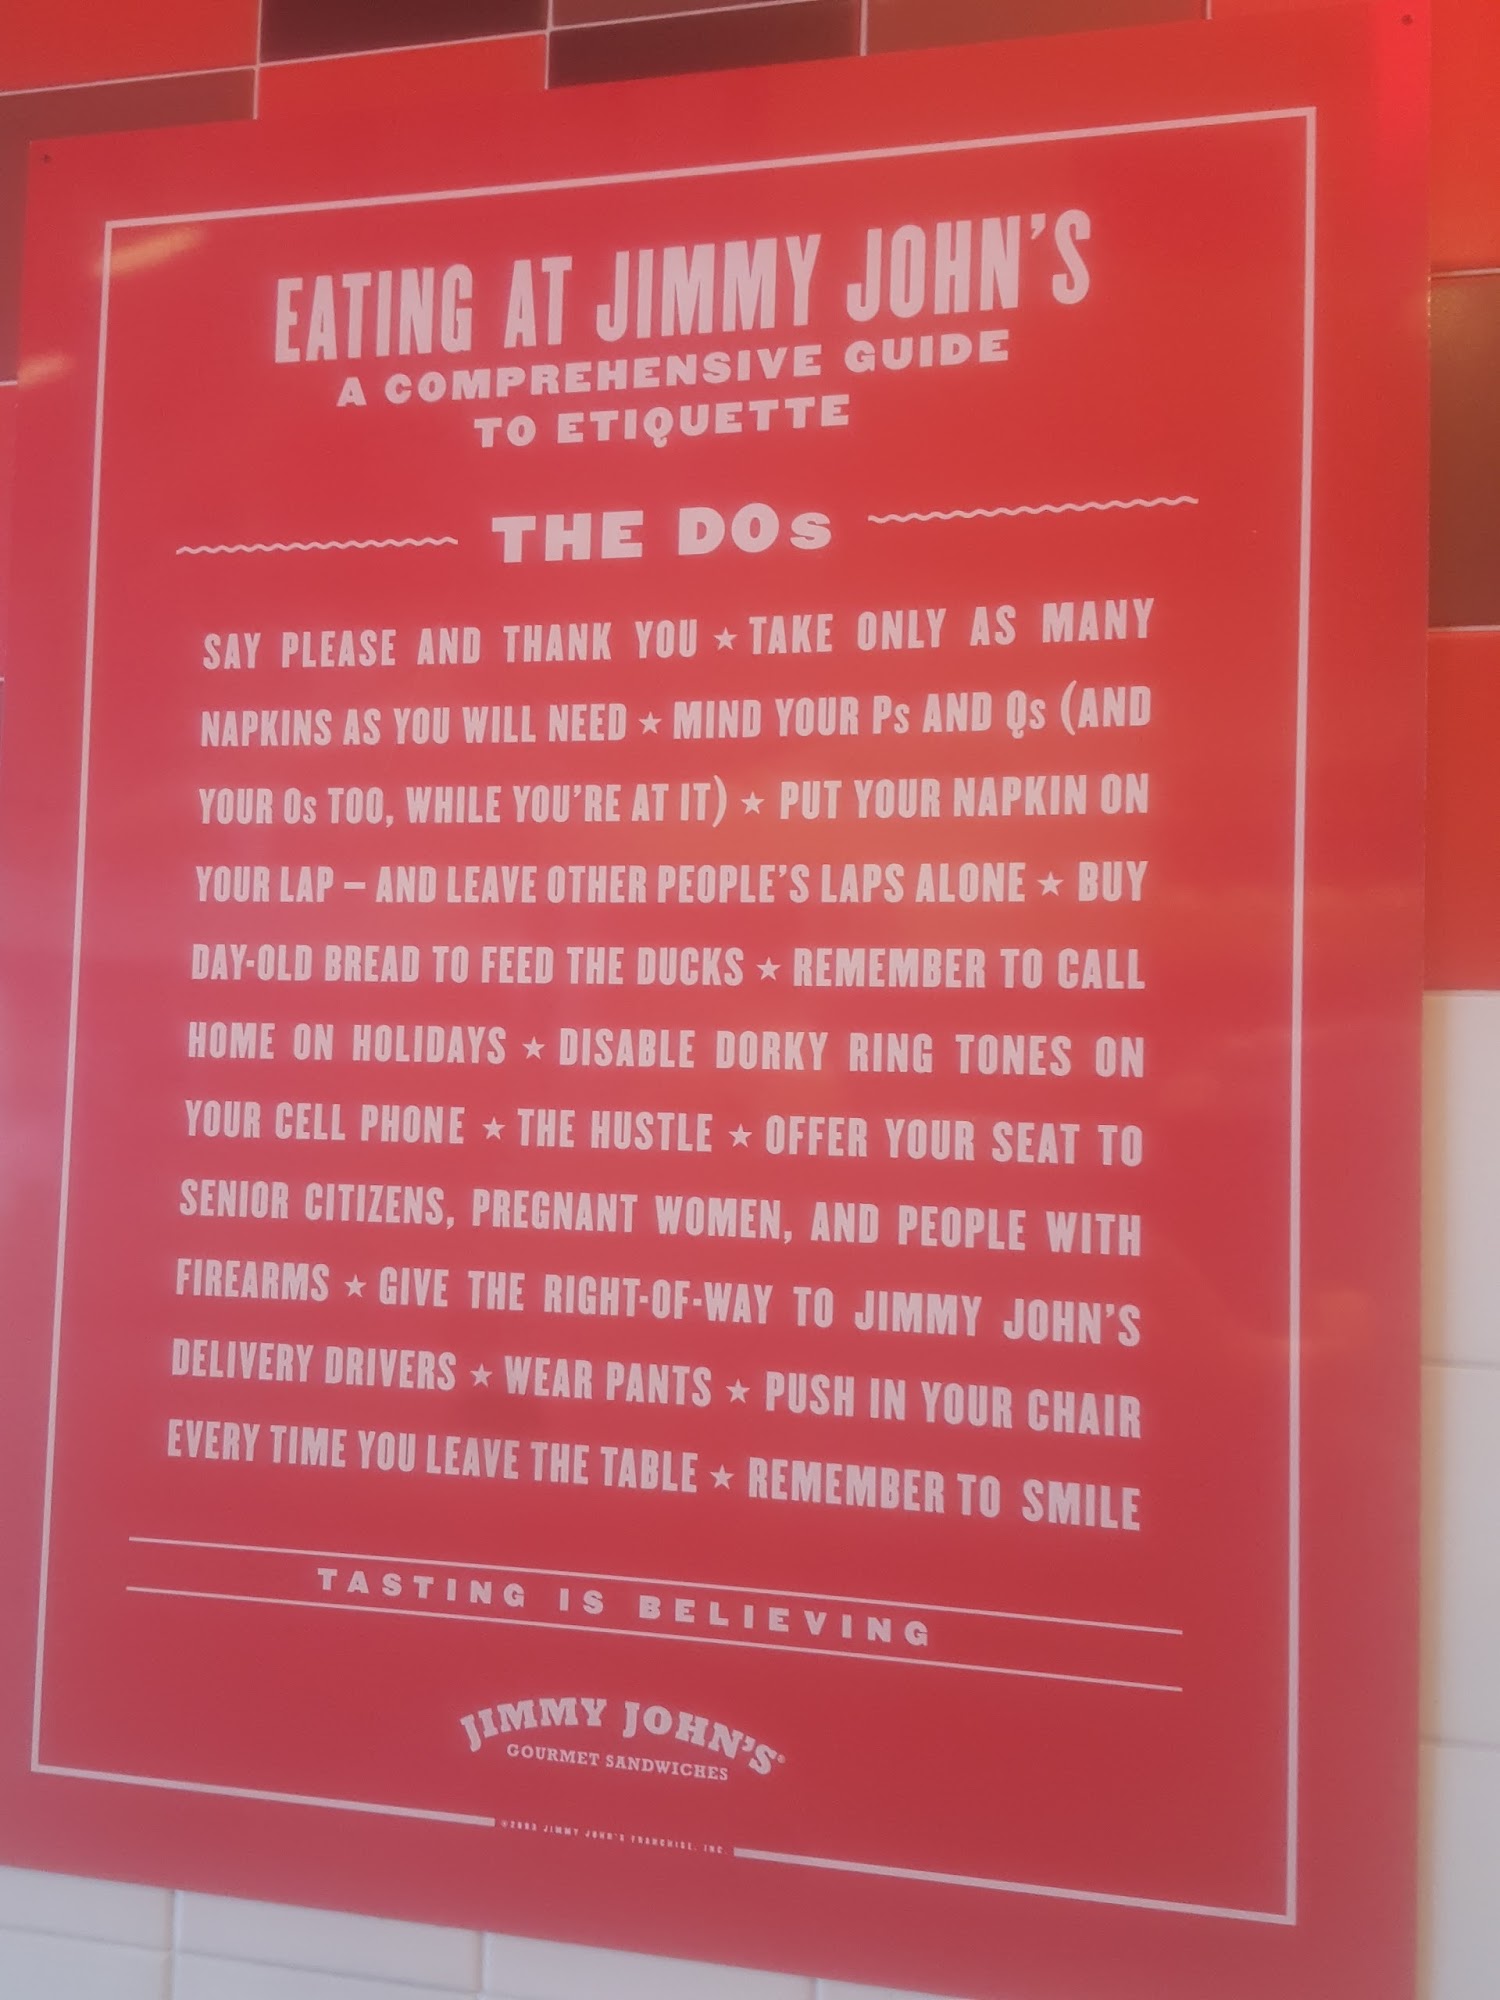 EATING AT JIMMY JOHN'S
A COMPREHENSIVE GUIDE
TO ETIQUETTE
THE DOs
SAY PLEASE AND THANK YOU ★ TAKE ONLY AS MANY
NAPKINS AS YOU WILL NEED ★ MIND YOUR Ps AND Qs (AND
YOUR Os TOO, WHILE YOU'RE AT IT) ★ PUT YOUR NAPKIN ON
YOUR LAP – AND LEAVE OTHER PEOPLE'S LAPS ALONE ★ BUY
DAY-OLD BREAD TO FEED THE DUCKS ★ REMEMBER TO CALL
HOME ON HOLIDAYS ★ DISABLE DORKY RING TONES ON
YOUR CELL PHONE ★ THE HUSTLE ★ OFFER YOUR SEAT TO
SENIOR CITIZENS, PREGNANT WOMEN, AND PEOPLE WITH
FIREARMS ★ GIVE THE RIGHT-OF-WAY TO JIMMY JOHN'S
DELIVERY DRIVERS ★ WEAR PANTS ★ PUSH IN YOUR CHAIR
EVERY TIME YOU LEAVE THE TABLE ★ REMEMBER TO SMILE
TASTING IS BELIEVING
JIMMY JOHN'S®
GOURMET SANDWICHES
©2003 JIMMY JOHN'S FRANCHISE, INC.